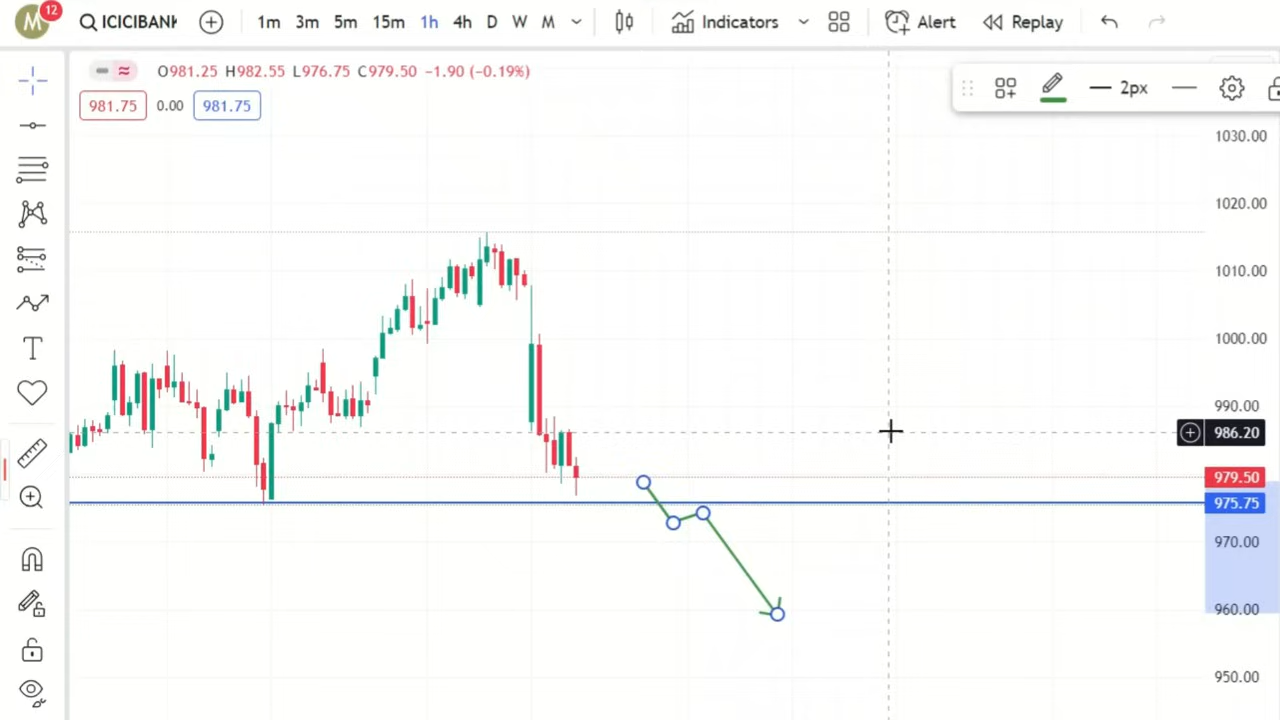 M 12 ICICIBANK 1m 3m 5m 15m 1h 4h D W M Indicators Alert Replay
O981.25 H982.55 L976.75 C979.50 −1.90 (−0.19%)
981.75 0.00 981.75
2px
1030.00
1020.00
1010.00
1000.00
990.00
986.20
979.50
975.75
970.00
960.00
950.00
T